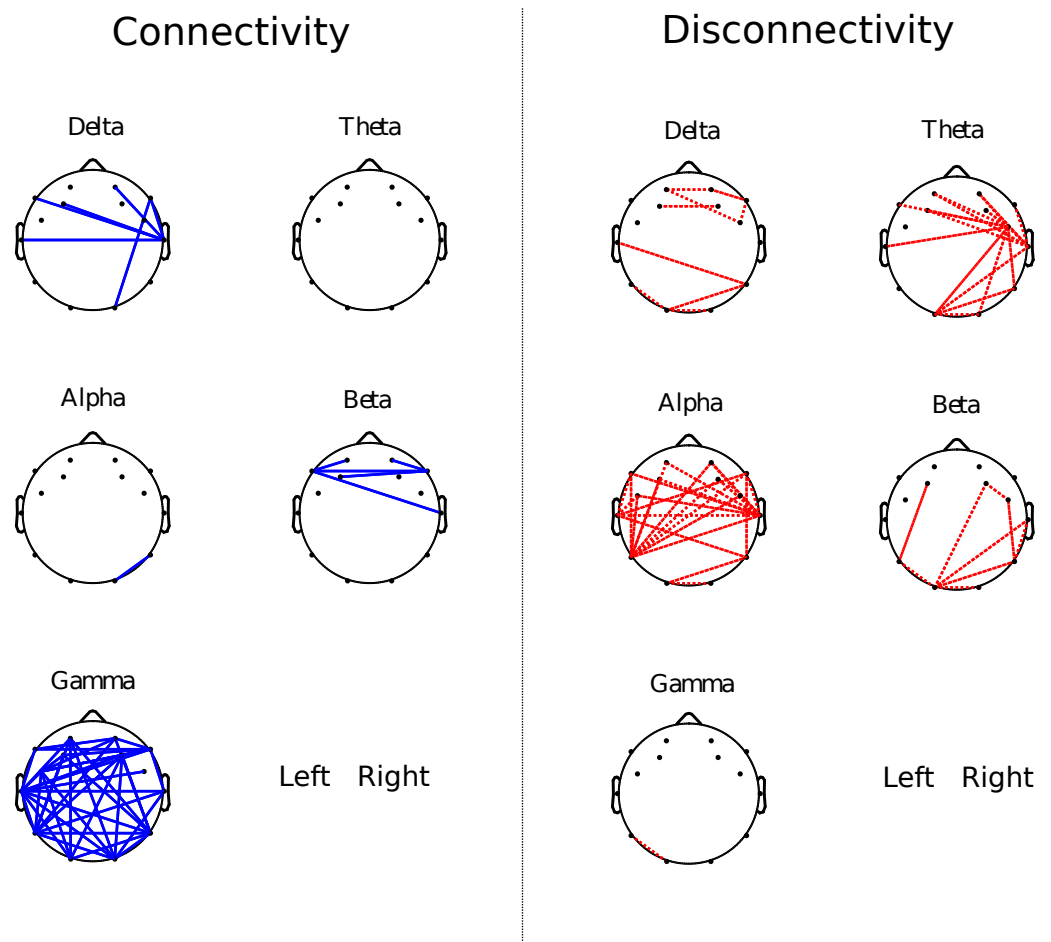 Connectivity
Disconnectivity
Delta
Theta
Delta
Theta
Alpha
Beta
Alpha
Beta
Gamma
Gamma
Left Right
Left Right